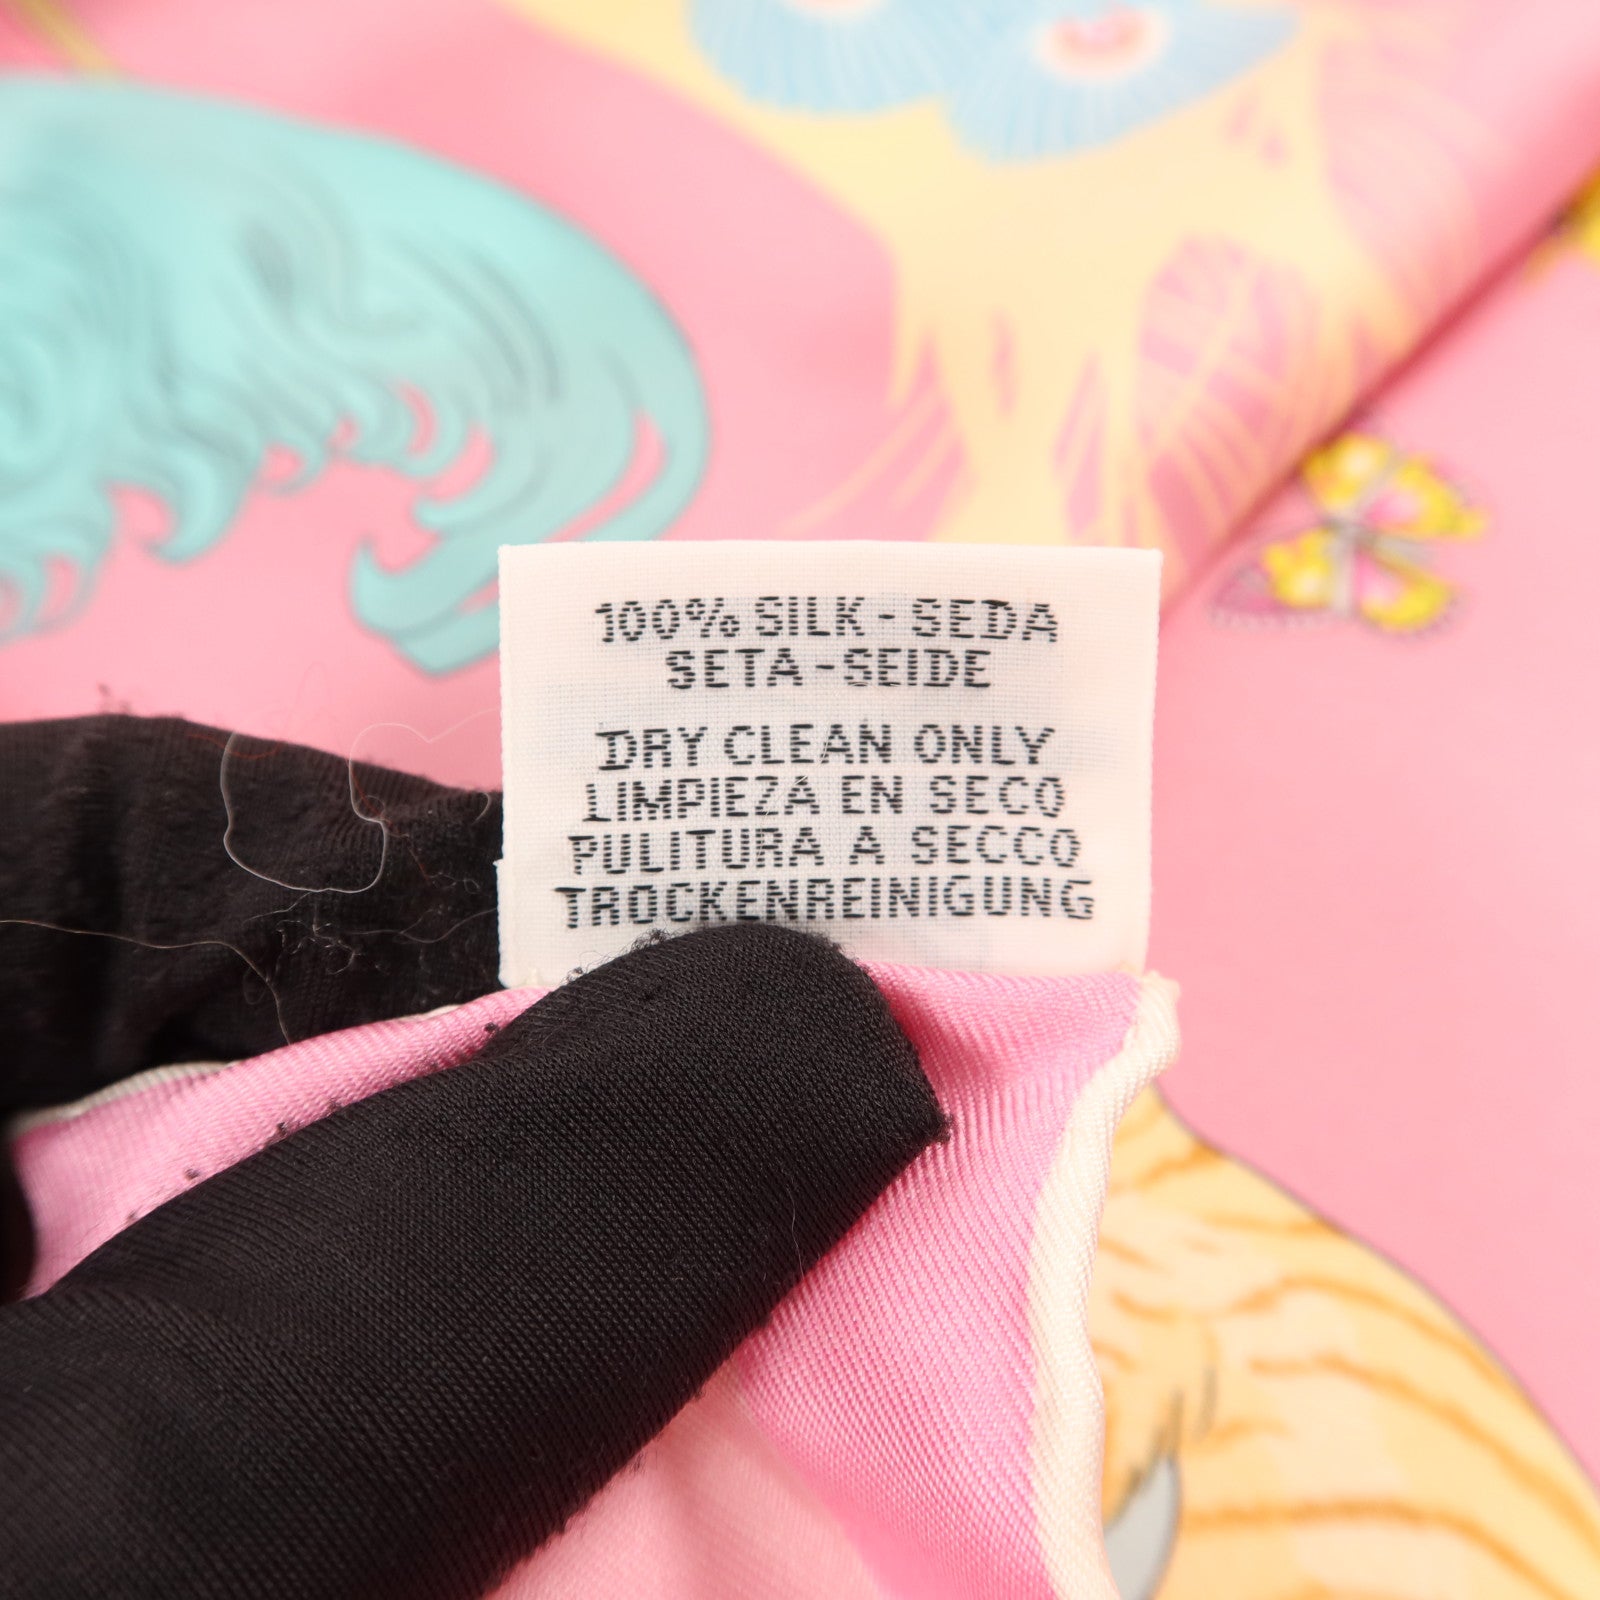 100% SILK - SEDA
SETA - SEIDE
DRY CLEAN ONLY
LIMPIEZA EN SECO
PULITURA A SECCO
TROCKENREINIGUNG